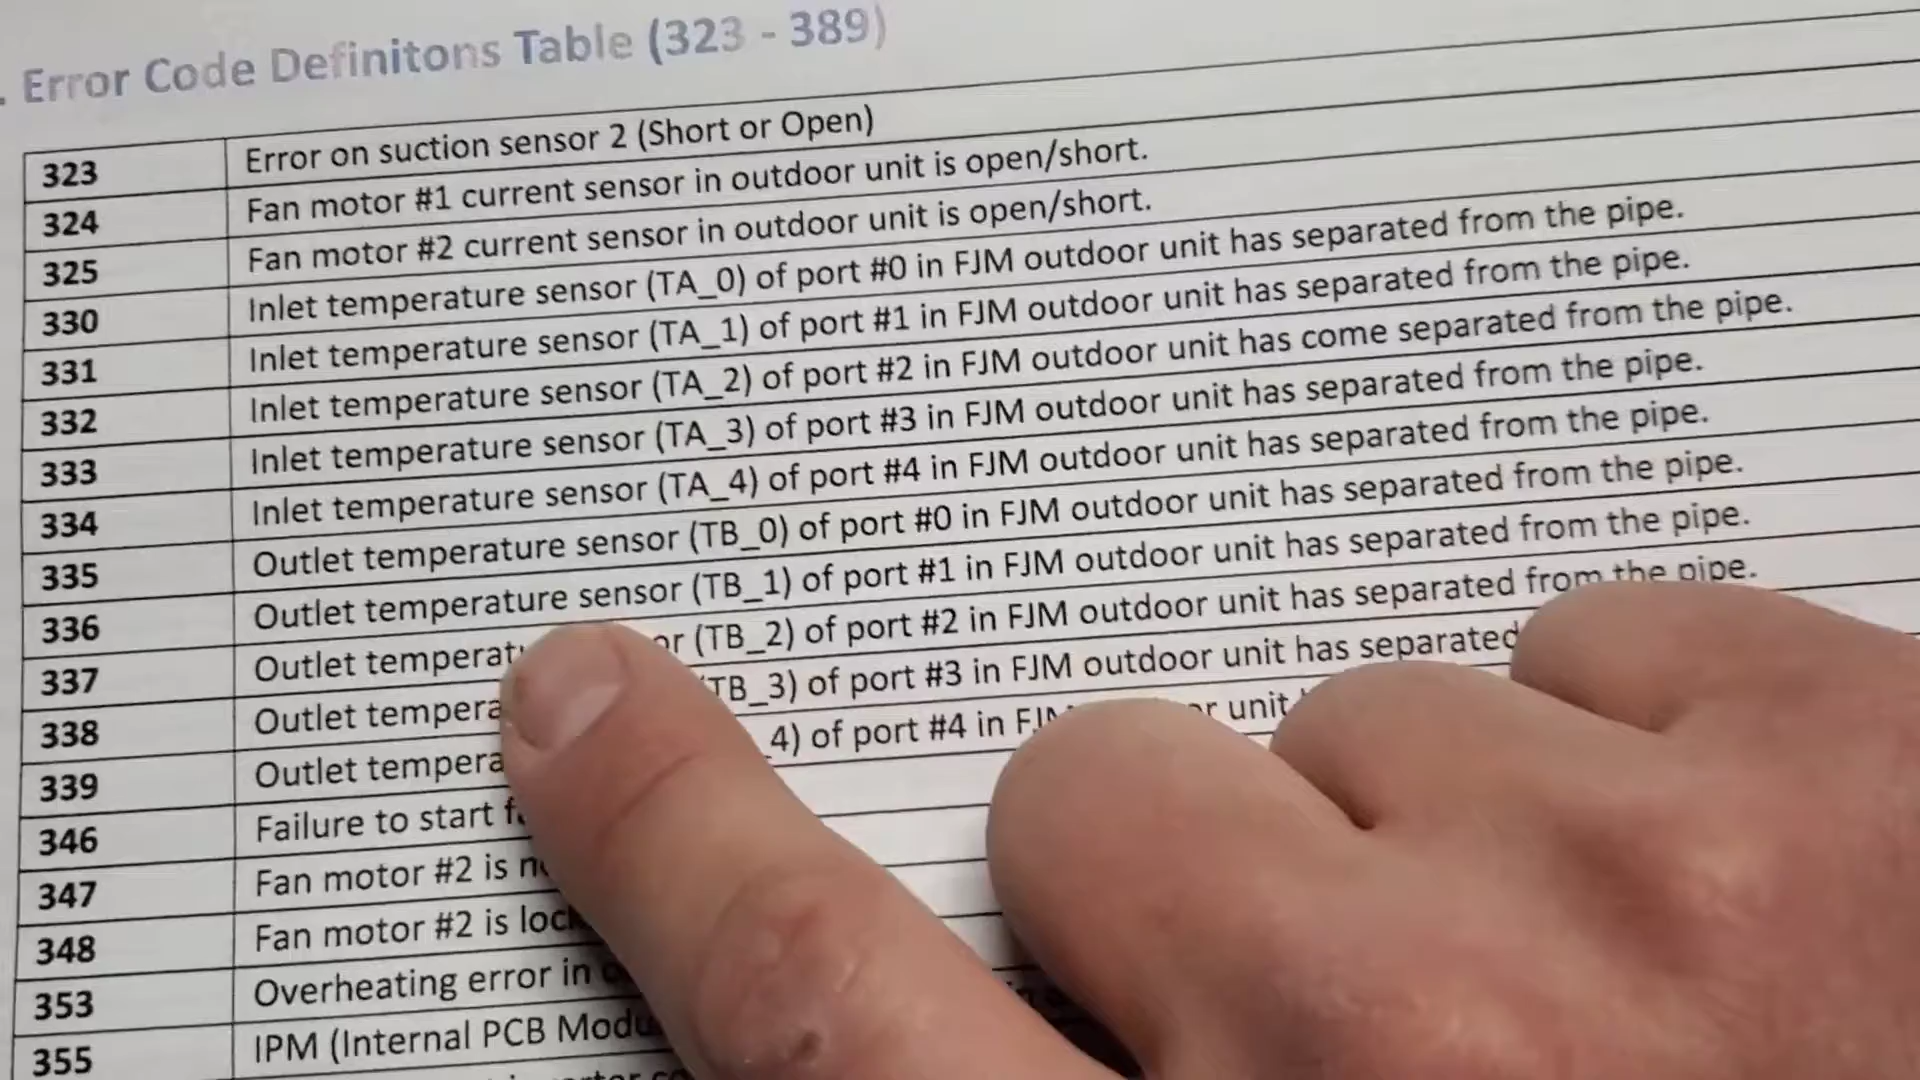 Error Code Definitons Table (323 - 389)
323 Error on suction sensor 2 (Short or Open)
324 Fan motor #1 current sensor in outdoor unit is open/short.
325 Fan motor #2 current sensor in outdoor unit is open/short.
330 Inlet temperature sensor (TA_0) of port #0 in FJM outdoor unit has separated from the pipe.
331 Inlet temperature sensor (TA_1) of port #1 in FJM outdoor unit has separated from the pipe.
332 Inlet temperature sensor (TA_2) of port #2 in FJM outdoor unit has come separated from the pipe.
333 Inlet temperature sensor (TA_3) of port #3 in FJM outdoor unit has separated from the pipe.
334 Inlet temperature sensor (TA_4) of port #4 in FJM outdoor unit has separated from the pipe.
335 Outlet temperature sensor (TB_0) of port #0 in FJM outdoor unit has separated from the pipe.
336 Outlet temperature sensor (TB_1) of port #1 in FJM outdoor unit has separated from the pipe.
337 Outlet (TB_2) of port #2 in FJM outdoor unit has separated from the pipe.
338 Outlet TB_3) of port #3 in FJM outdoor unit has separated
339 Outlet 4) of port #4 in unit
346 Failure to start
347 Fan motor #2 is
348 Fan motor #2 is
353 Overheating error in
355 IPM (Internal PCB